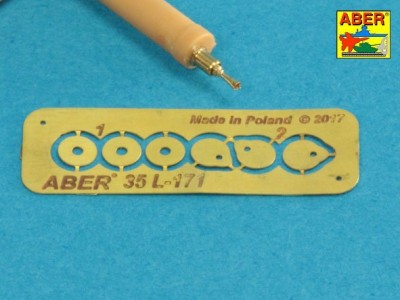 ABER
Made in Poland © 2017
1 2
ABER® 35 L-171